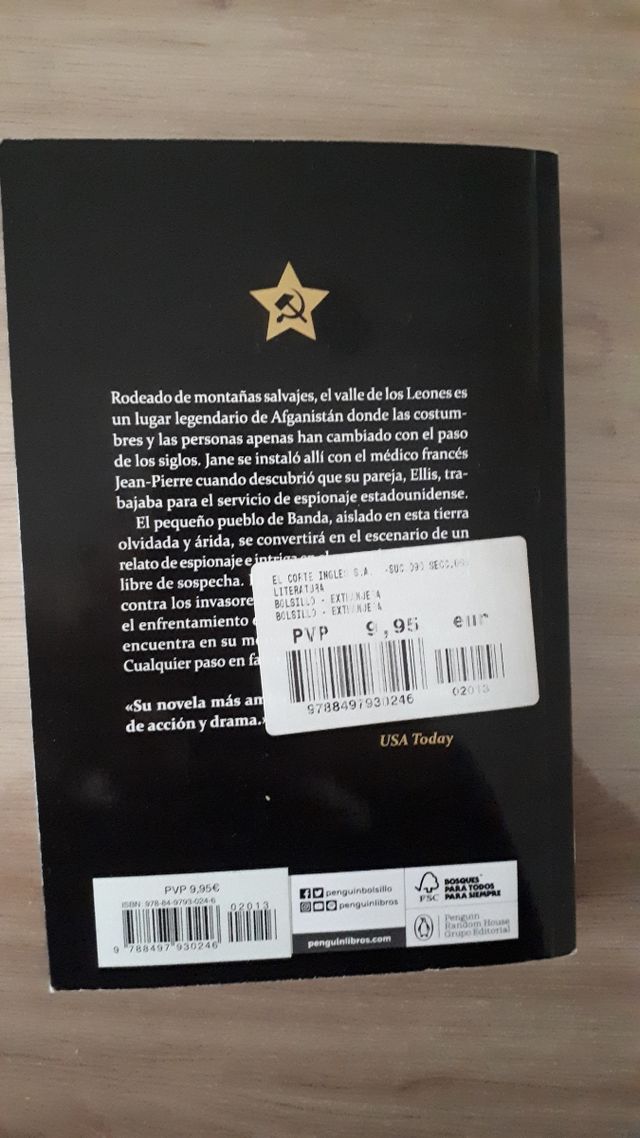 Rodeado de montañas salvajes, el valle de los Leones es
un lugar legendario de Afganistán donde las costum-
bres y las personas apenas han cambiado con el paso
de los siglos. Jane se instaló allí con el médico francés
Jean-Pierre cuando descubrió que su pareja, Ellis, tra-
bajaba para el servicio de espionaje estadounidense.
El pequeño pueblo de Banda, aislado en esta tierra
olvidada y árida, se convertirá en el escenario de un
relato de espionaje e
libre de sospecha.
contra los invasore
el enfrentamiento
encuentra en su
Cualquier paso en
«Su novela más
de acción y drama.
USA Today
EL CORTE INGLES S.A. -SUC.090
LITERATURA
BOLSILLO - EXTRANJERA
BOLSILLO - EXTRANJERA
PVP 9,95 eur
9788497930246 02013
PVP 9,95€
ISBN: 978-84-9793-024-6
02013
9 788497 930246
penguinbolsillo
penguinlibros
penguinlibros.com
FSC
BOSQUES
PARA TODOS
PARA SIEMPRE
Penguin
Random House
Grupo Editorial